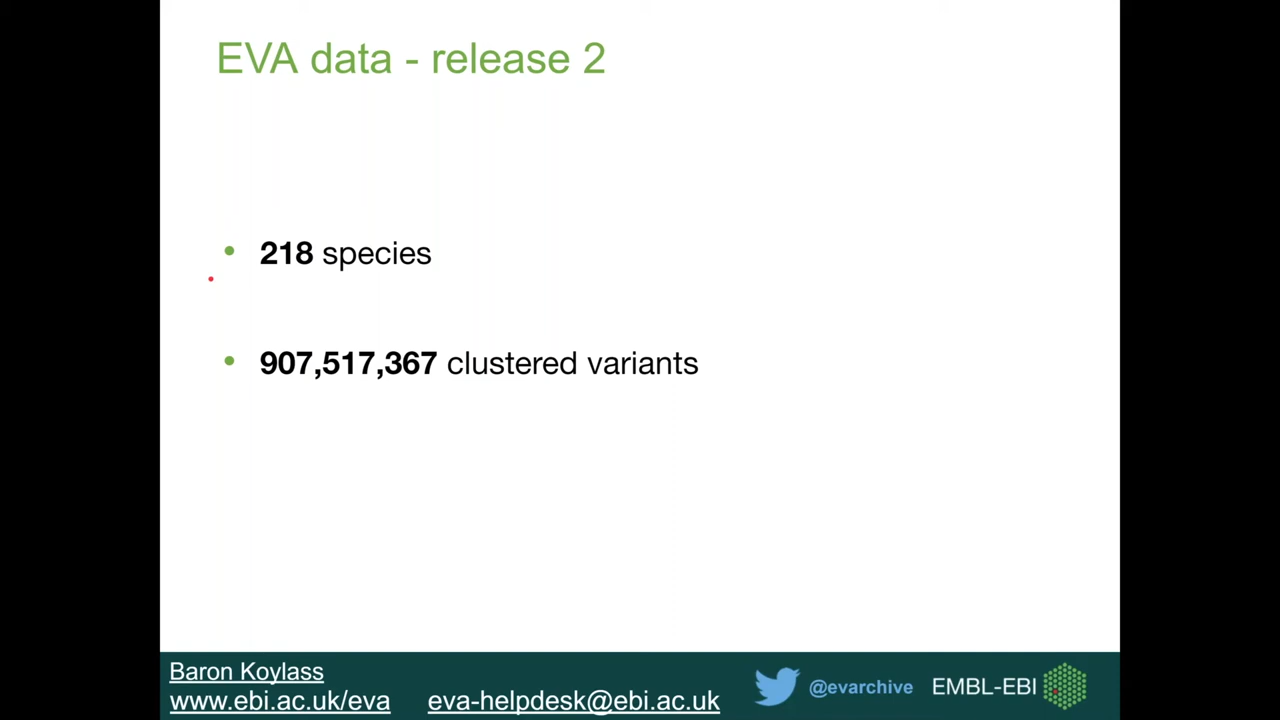 EVA data - release 2
• 218 species
• 907,517,367 clustered variants
Baron Koylass
www.ebi.ac.uk/eva eva-helpdesk@ebi.ac.uk
@evarchive EMBL-EBI